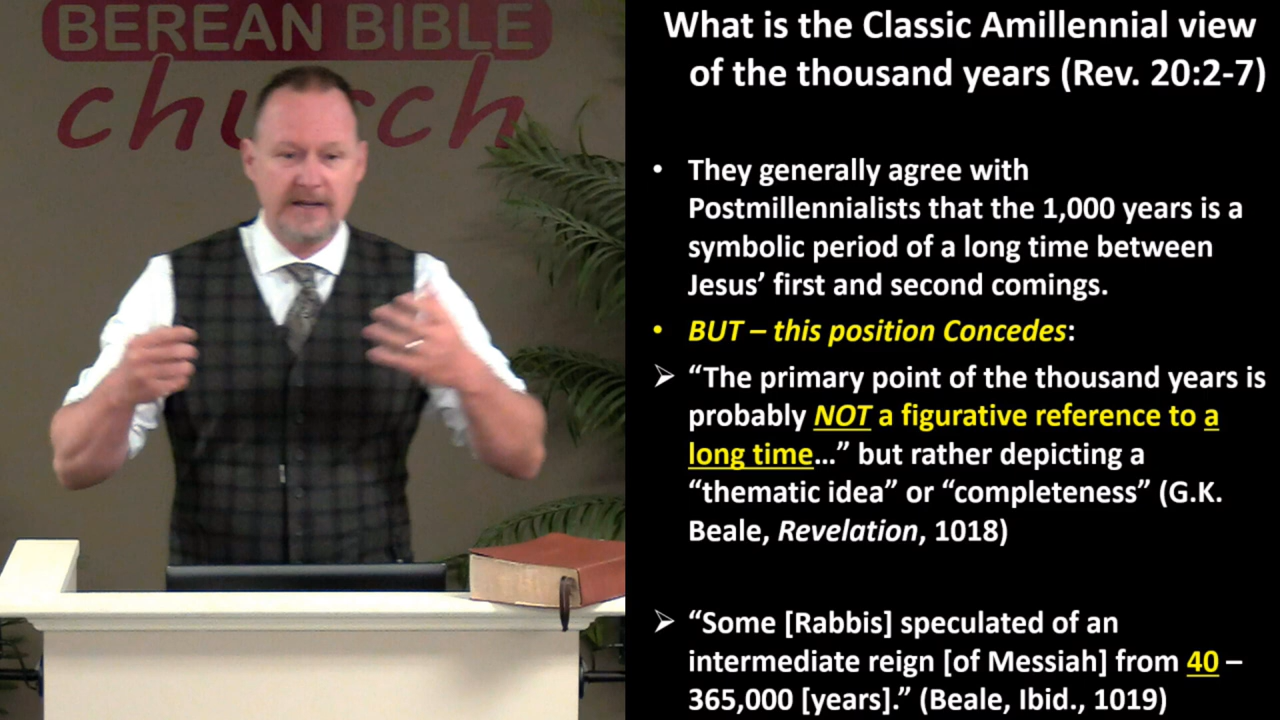 BEREAN BIBLE
church
What is the Classic Amillennial view
of the thousand years (Rev. 20:2-7)
• They generally agree with
Postmillennialists that the 1,000 years is a
symbolic period of a long time between
Jesus’ first and second comings.
• BUT – this position Concedes:
➢ “The primary point of the thousand years is
probably NOT a figurative reference to a
long time…” but rather depicting a
“thematic idea” or “completeness” (G.K.
Beale, Revelation, 1018)
➢ “Some [Rabbis] speculated of an
intermediate reign [of Messiah] from 40 –
365,000 [years].” (Beale, Ibid., 1019)